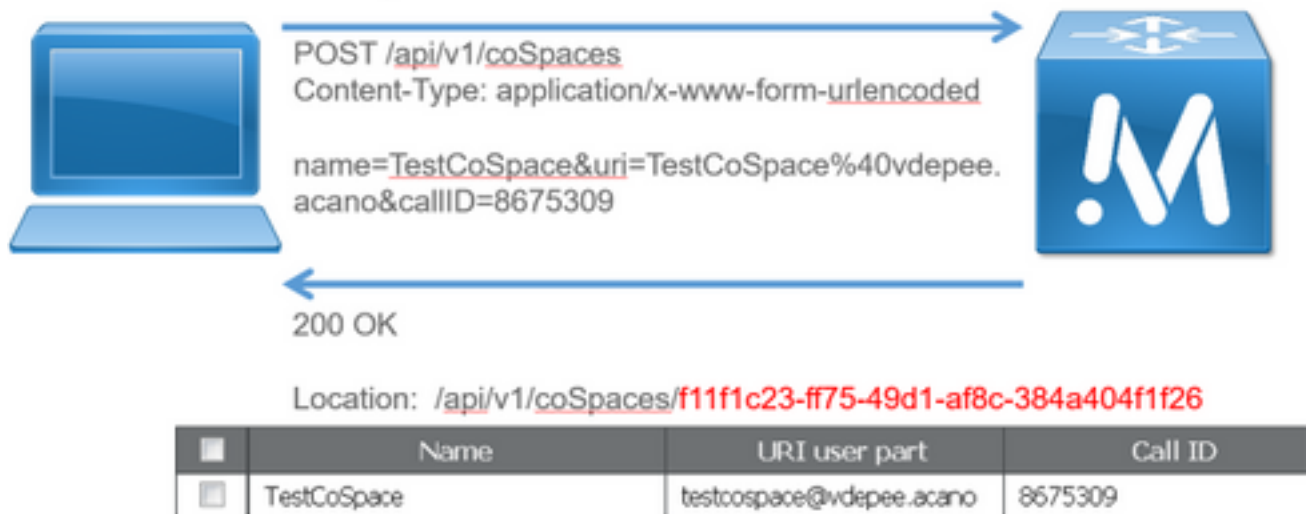 POST /api/v1/coSpaces
Content-Type: application/x-www-form-urlencoded
name=TestCoSpace&uri=TestCoSpace%40vdepee.
acano&callID=8675309
200 OK
Location: /api/v1/coSpaces/f11f1c23-ff75-49d1-af8c-384a404f1f26
Name URI user part Call ID
TestCoSpace testcospace@vdepee.acano 8675309